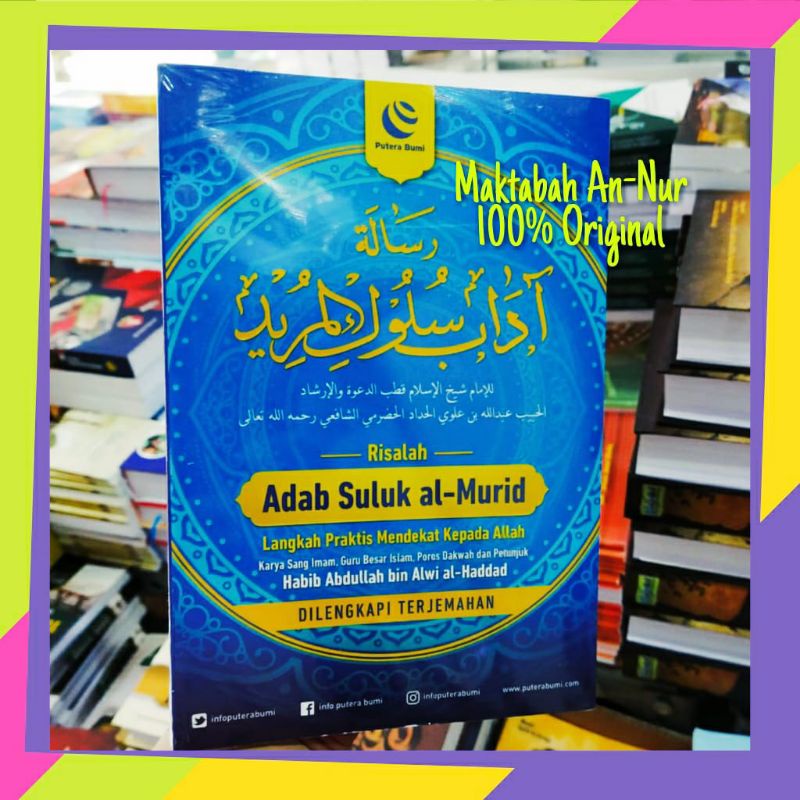 Putera Bumi
Maktabah An-Nur
100% Original
رسالة
آداب سلوك المريد
للإمام شيخ الإسلام قطب الدعوة والإرشاد
الحبيب عبدالله بن علوي الحداد الحضرمي الشافعي رحمه الله تعالى
Risalah
Adab Suluk al-Murid
Langkah Praktis Mendekat Kepada Allah
Karya Sang Imam, Guru Besar Islam, Poros Dakwah dan Petunjuk
Habib Abdullah bin Alwi al-Haddad
DILENGKAPI TERJEMAHAN
infoputerabumi
info putera bumi
infoputerabumi
www.puterabumi.com